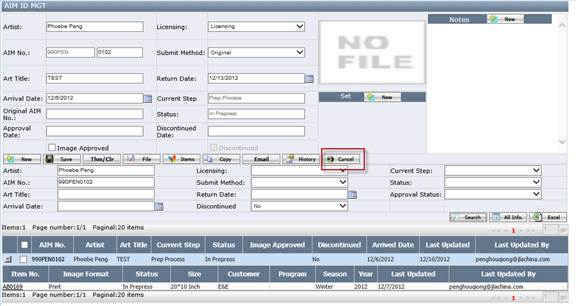 AIM ID MGT
Artist: Phoebe Peng Licensing: Licensing Notes New
AIM No.: 990PEN 0102 Submit Method: Original NO FILE
Art Title: TEST Return Date: 12/13/2012
Arrival Date: 12/6/2012 Current Step Prep Process Set New
Original AIM No.: Status: In Prepress
Approval Date: Discontinued Date:
Image Approved Discontinued
New Save Thm/Clr File Items Copy Email History Cancel
Artist: Phoebe Peng Licensing: Current Step:
AIM No.: 990PEN0102 Submit Method: Status:
Art Title: Return Date: Approval Status:
Arrival Date: Discontinued No
Search All Info. Excel
Items:1 Page number:1/1 Paginal:20 items << < 1 > >> 1 go
AIM No. Artist Art Title Current Step Status Image Approved Discontinued Arrived Date Last Updated Last Updated By
990PEN0102 Phoebe Peng TEST Prep Process In Prepress No 12/6/2012 12/10/2012 penghouqiong@jlachina.com
Item No. Image Format Status Size Customer Program Season Year Last Updated Last Updated By
AB0169 Print In Prepress 20*10 Inch E&E Winter 2012 12/7/2012 penghouqiong@jlachina.com
Items:1 Page number:1/1 Paginal:20 items << < 1 > >> 1